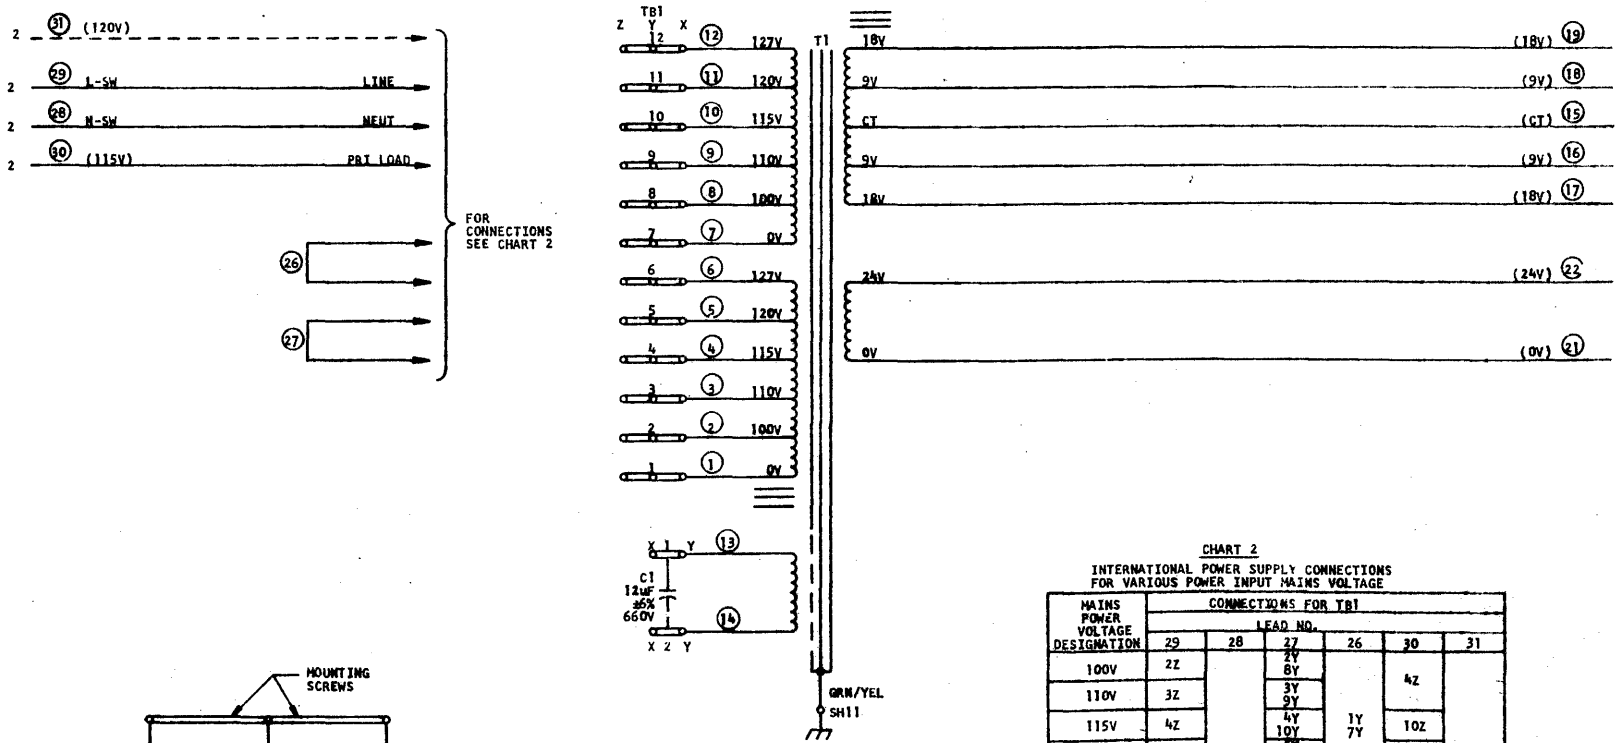 2 31 (120V)
2 29 L-SW LINE
2 28 N-SW NEUT
2 30 (115V) PRI LOAD
26
27
FOR
CONNECTIONS
SEE CHART 2
TB1
Z Y X
12 12 127V
11 11 120V
10 10 115V
9 9 110V
8 8 100V
7 7 0V
6 6 127V
5 5 120V
4 4 115V
3 3 110V
2 2 100V
1 1 0V
T1
18V (18V) 19
9V (9V) 18
CT (CT) 15
9V (9V) 16
18V (18V) 17
24V (24V) 22
0V (0V) 21
X 1 Y 13
C1
12uF
±6%
660V
14
X 2 Y
GRN/YEL
SH11
MOUNTING
SCREWS
CHART 2
INTERNATIONAL POWER SUPPLY CONNECTIONS
FOR VARIOUS POWER INPUT MAINS VOLTAGE
MAINS
POWER
VOLTAGE
DESIGNATION
CONNECTIONS FOR TB1
LEAD NO.
29 28 27 26 30 31
100V 2Z 2Y 8Y 4Z
110V 3Z 3Y 9Y
115V 4Z 4Y 10Y 1Y 7Y 10Z